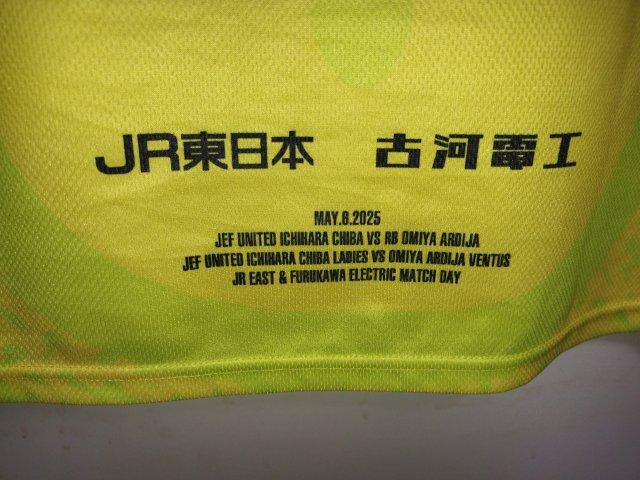 JR東日本 古河電工
MAY.6.2025
JEF UNITED ICHIHARA CHIBA VS RB OMIYA ARDIJA
JEF UNITED ICHIHARA CHIBA LADIES VS OMIYA ARDIJA VENTUS
JR EAST & FURUKAWA ELECTRIC MATCH DAY